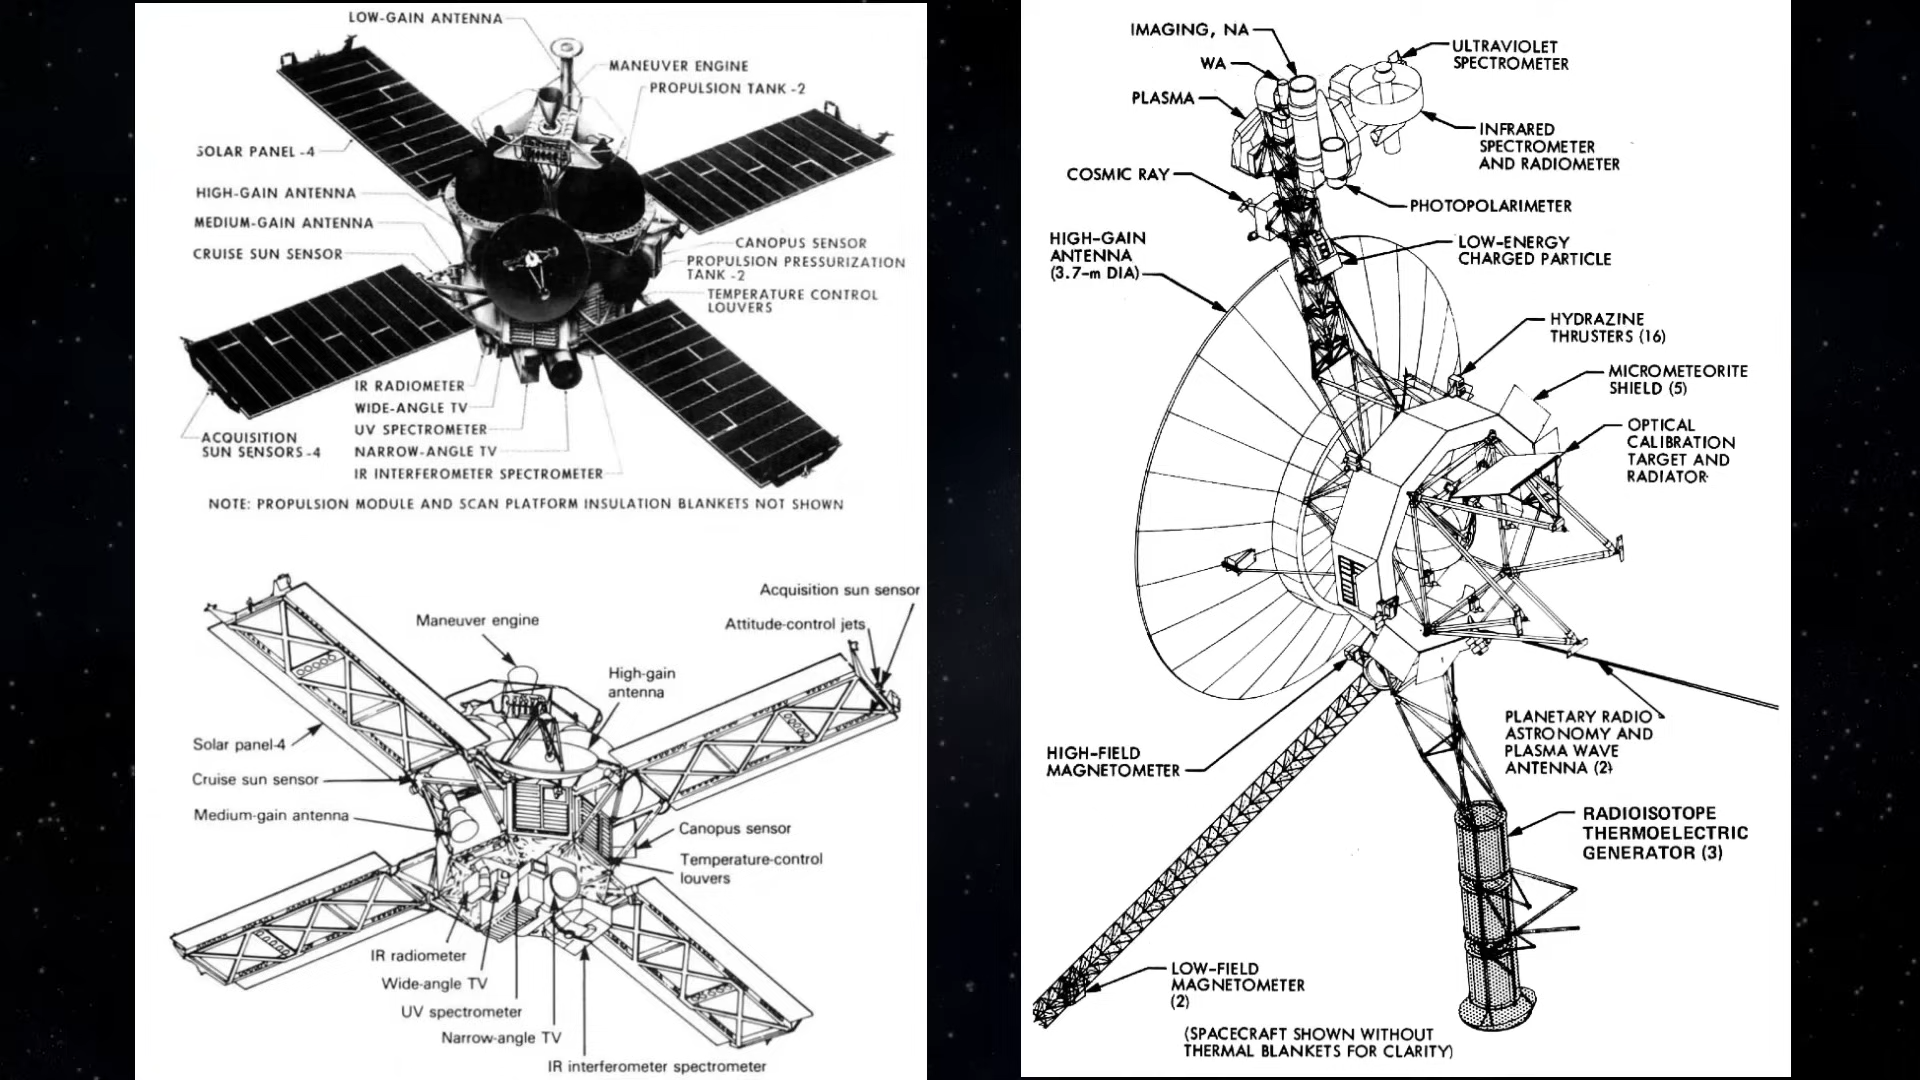 LOW-GAIN ANTENNA
MANEUVER ENGINE
PROPULSION TANK -2
SOLAR PANEL -4
HIGH-GAIN ANTENNA
MEDIUM-GAIN ANTENNA
CRUISE SUN SENSOR
CANOPUS SENSOR
PROPULSION PRESSURIZATION
TANK -2
TEMPERATURE CONTROL
LOUVERS
IR RADIOMETER
WIDE-ANGLE TV
UV SPECTROMETER
NARROW-ANGLE TV
IR INTERFEROMETER SPECTROMETER
ACQUISITION
SUN SENSORS -4
NOTE: PROPULSION MODULE AND SCAN PLATFORM INSULATION BLANKETS NOT SHOWN
Acquisition sun sensor
Maneuver engine
Attitude-control jets
High-gain
antenna
Solar panel-4
Cruise sun sensor
Medium-gain antenna
Canopus sensor
Temperature-control
louvers
IR radiometer
Wide-angle TV
UV spectrometer
Narrow-angle TV
IR interferometer spectrometer
IMAGING, NA
WA
PLASMA
COSMIC RAY
HIGH-GAIN
ANTENNA
(3.7-m DIA)
ULTRAVIOLET
SPECTROMETER
INFRARED
SPECTROMETER
AND RADIOMETER
PHOTOPOLARIMETER
LOW-ENERGY
CHARGED PARTICLE
HYDRAZINE
THRUSTERS (16)
MICROMETEORITE
SHIELD (5)
OPTICAL
CALIBRATION
TARGET AND
RADIATOR
PLANETARY RADIO
ASTRONOMY AND
PLASMA WAVE
ANTENNA (2)
HIGH-FIELD
MAGNETOMETER
RADIOISOTOPE
THERMOELECTRIC
GENERATOR (3)
LOW-FIELD
MAGNETOMETER
(2)
(SPACECRAFT SHOWN WITHOUT
THERMAL BLANKETS FOR CLARITY)